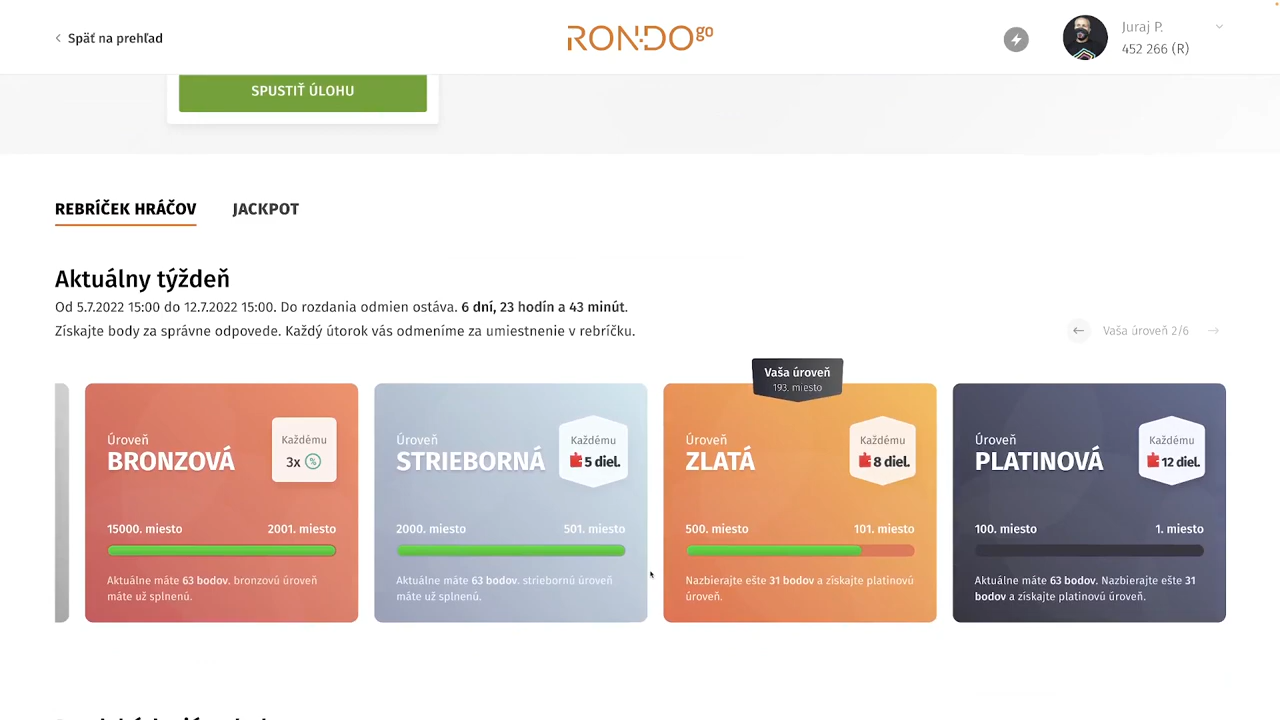 Späť na prehľad
RONDO go
Juraj P.
452 266 (R)
SPUSTIŤ ÚLOHU
REBRÍČEK HRÁČOV
JACKPOT
Aktuálny týždeň
Od 5.7.2022 15:00 do 12.7.2022 15:00. Do rozdania odmien ostáva. 6 dní, 23 hodín a 43 minút.
Získajte body za správne odpovede. Každý útorok vás odmeníme za umiestnenie v rebríčku.
Vaša úroveň 2/6
Úroveň
BRONZOVÁ
Každému
3x %
15000. miesto
2001. miesto
Aktuálne máte 63 bodov. bronzovú úroveň
máte už splnenú.
Úroveň
STRIEBORNÁ
Každému
5 diel.
2000. miesto
501. miesto
Aktuálne máte 63 bodov. striebornú úroveň
máte už splnenú.
Vaša úroveň
193. miesto
Úroveň
ZLATÁ
Každému
8 diel.
500. miesto
101. miesto
Nazbierajte ešte 31 bodov a získajte platinovú
úroveň.
Úroveň
PLATINOVÁ
Každému
12 diel.
100. miesto
1. miesto
Aktuálne máte 63 bodov. Nazbierajte ešte 31
bodov a získajte platinovú úroveň.